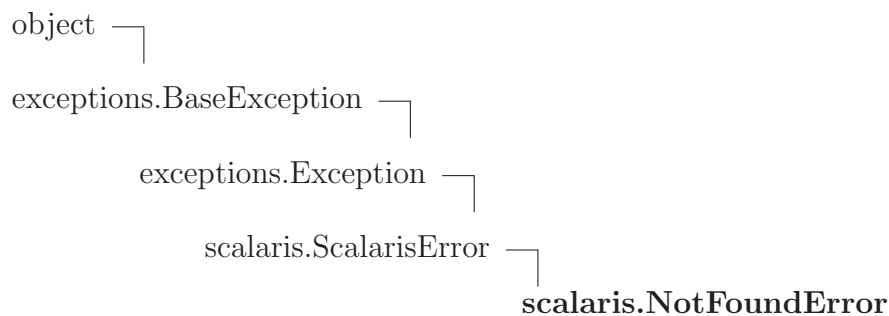 object
exceptions.BaseException
exceptions.Exception
scalaris.ScalarisError
scalaris.NotFoundError